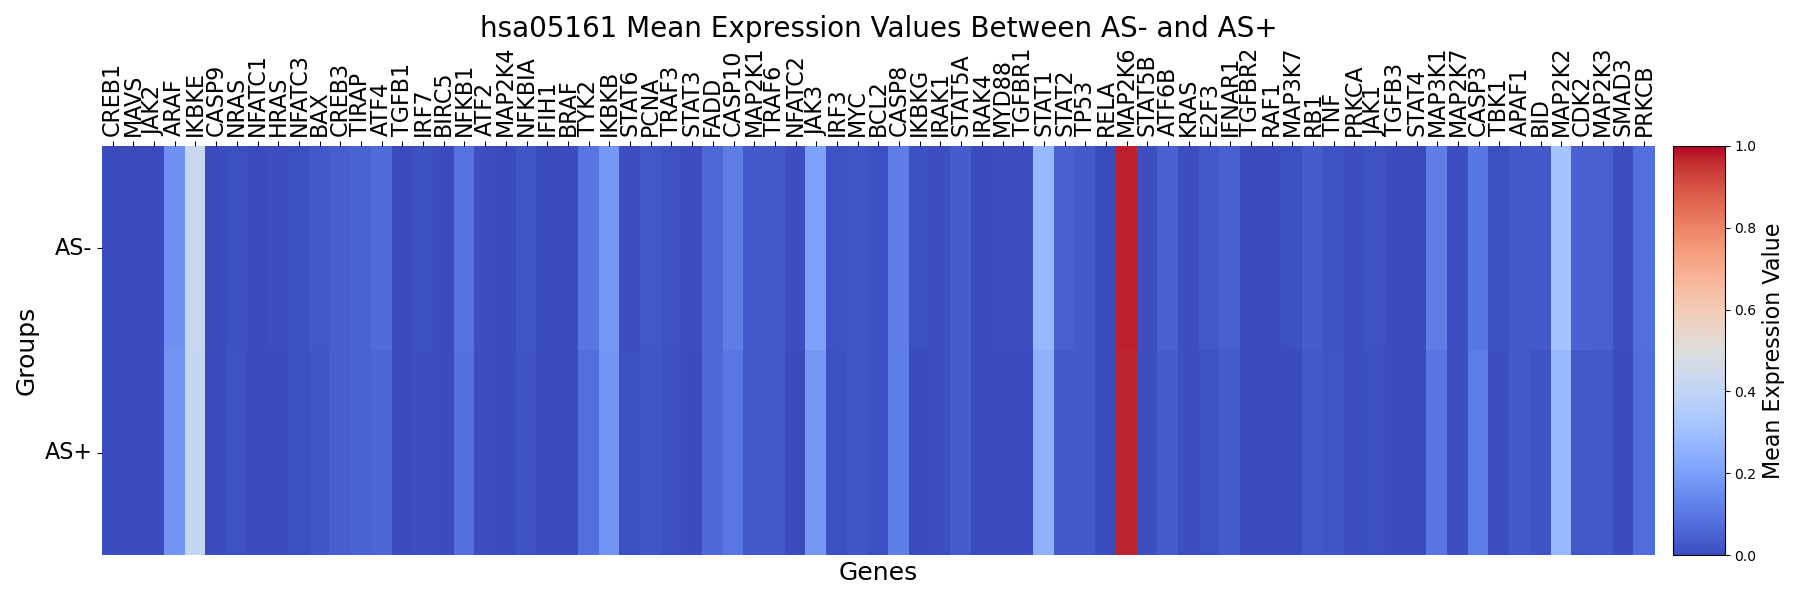 hsa05161 Mean Expression Values Between AS- and AS+
CREB1
MAVS
JAK2
ARAF
IKBKE
CASP9
NRAS
NFATC1
HRAS
NFATC3
BAX
CREB3
TIRAP
ATF4
TGFB1
IRF7
BIRC5
NFKB1
ATF2
MAP2K4
NFKBIA
IFIH1
BRAF
TYK2
IKBKB
STAT6
PCNA
TRAF3
STAT3
FADD
CASP10
MAP2K1
TRAF6
NFATC2
JAK3
IRF3
MYC
BCL2
CASP8
IKBKG
IRAK1
STAT5A
IRAK4
MYD88
TGFBR1
STAT1
STAT2
TP53
RELA
MAP2K6
STAT5B
ATF6B
KRAS
E2F3
IFNAR1
TGFBR2
RAF1
MAP3K7
RB1
TNF
PRKCA
JAK1
TGFB3
STAT4
MAP3K1
MAP2K7
CASP3
TBK1
APAF1
BID
MAP2K2
CDK2
MAP2K3
SMAD3
PRKCB
Groups
AS-
AS+
Genes
1.0
0.8
0.6
0.4
0.2
0.0
Mean Expression Value